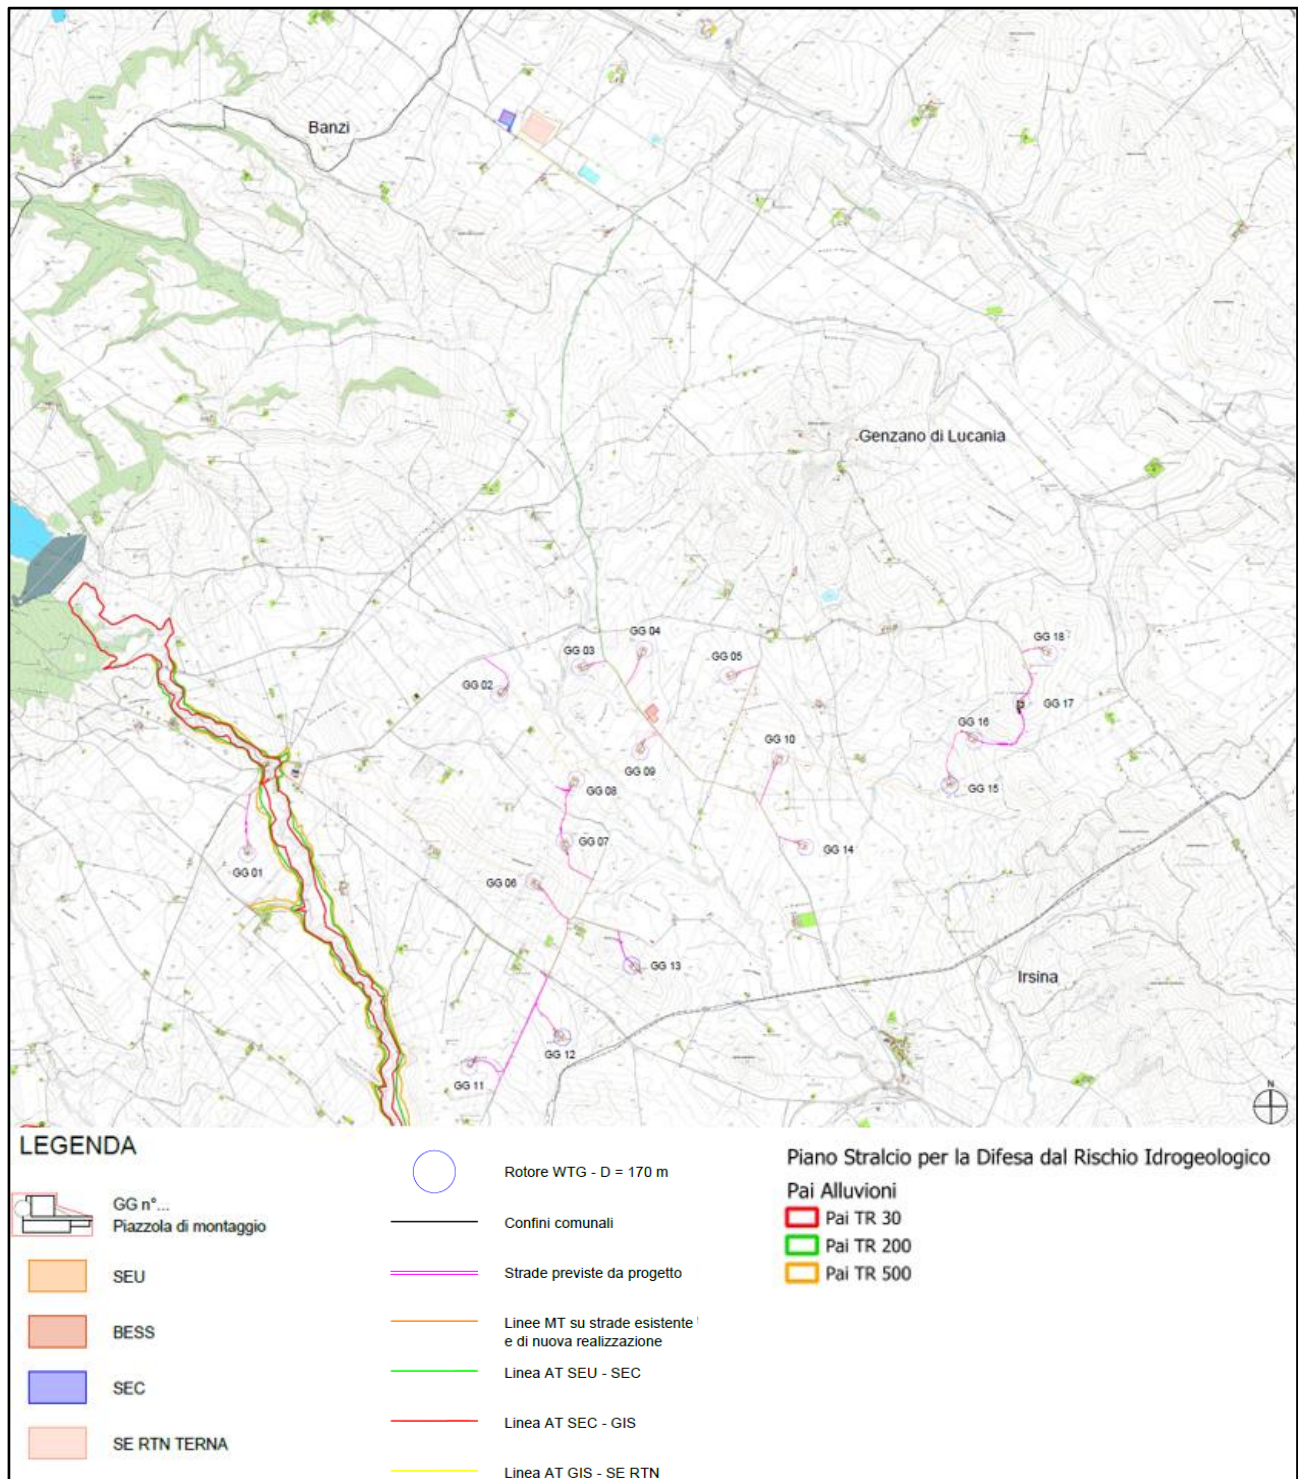 Banzi
Genzano di Lucania
GG 04
GG 18
GG 03
GG 05
GG 02
GG 17
GG 16
GG 10
GG 09
GG 08
GG 15
GG 07
GG 14
GG 01
GG 06
GG 13
Irsina
GG 12
GG 11
N
LEGENDA
GG n°...
Piazzola di montaggio
SEU
BESS
SEC
SE RTN TERNA
Rotore WTG - D = 170 m
Confini comunali
Strade previste da progetto
Linee MT su strade esistente
e di nuova realizzazione
Linea AT SEU - SEC
Linea AT SEC - GIS
Linea AT GIS - SE RTN
Piano Stralcio per la Difesa dal Rischio Idrogeologico
Pai Alluvioni
Pai TR 30
Pai TR 200
Pai TR 500